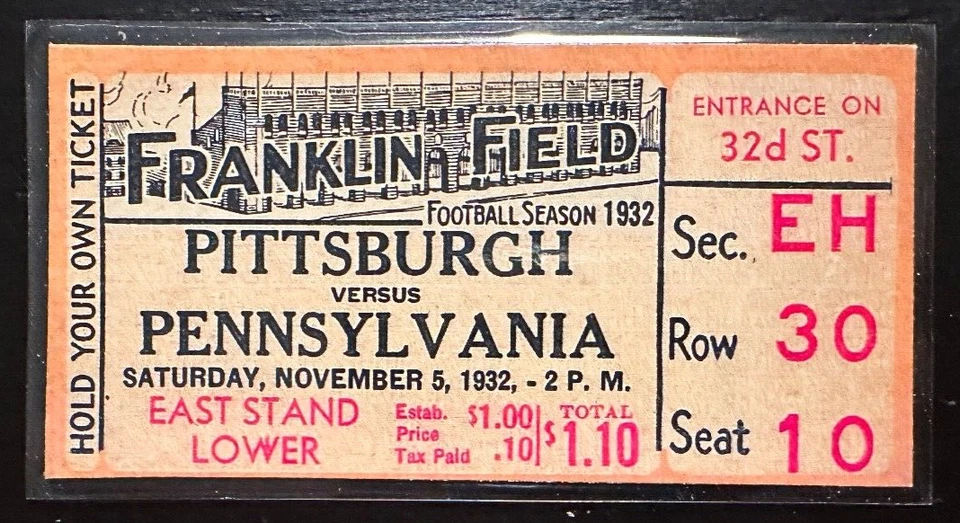 HOLD YOUR OWN TICKET
FRANKLIN FIELD
FOOTBALL SEASON 1932
PITTSBURGH
VERSUS
PENNSYLVANIA
SATURDAY, NOVEMBER 5, 1932, - 2 P. M.
EAST STAND
LOWER
Estab. Price $1.00
Tax Paid .10
TOTAL
$1.10
ENTRANCE ON
32d ST.
Sec. EH
Row 30
Seat 10